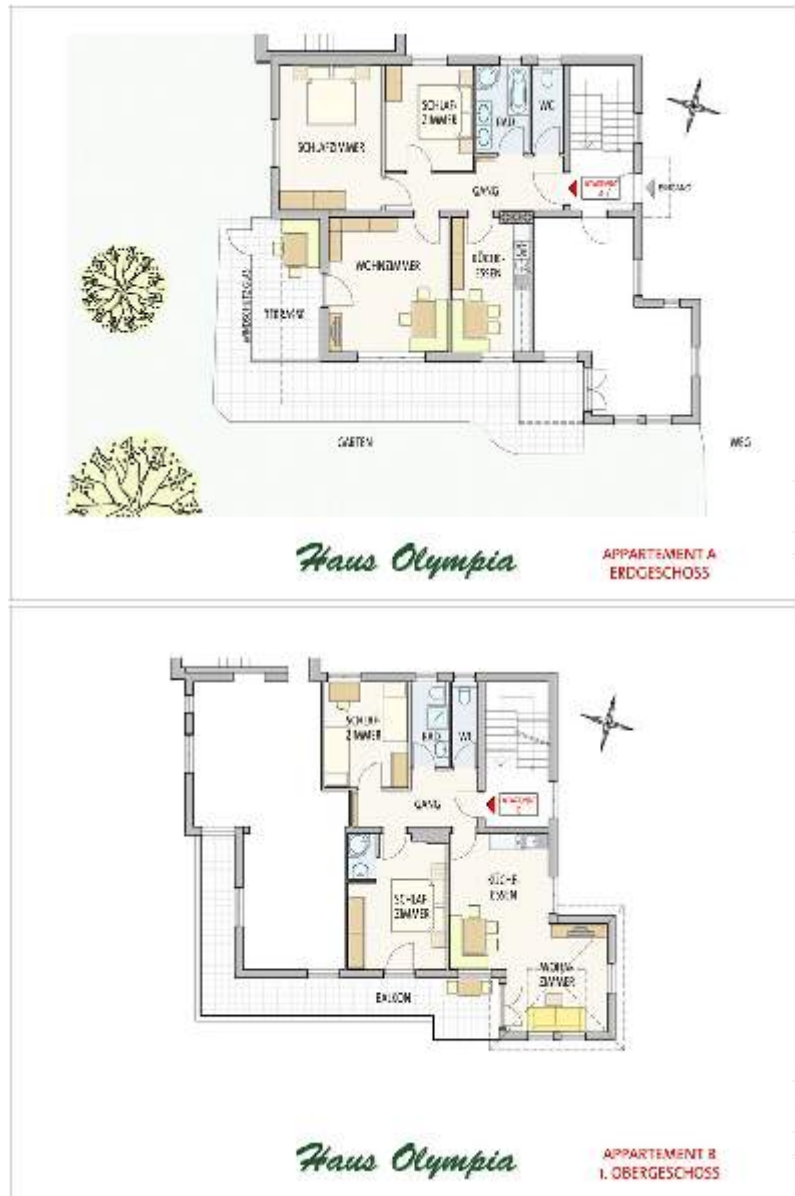 SCHLAF-
ZIMMER
BAD
WC
SCHLAFZIMMER
GANG
EINGANG
WOHNZIMMER
KÜCHE-
ESSEN
WINDSCHUTZGLAS
TERRASSE
GARTEN
WEG
Haus Olympia
APPARTEMENT A
ERDGESCHOSS
SCHLAF-
ZIMMER
BAD
WC
GANG
KÜCHE-
ESSEN
SCHLAF-
ZIMMER
WOHN-
ZIMMER
BALKON
Haus Olympia
APPARTEMENT B
1. OBERGESCHOSS